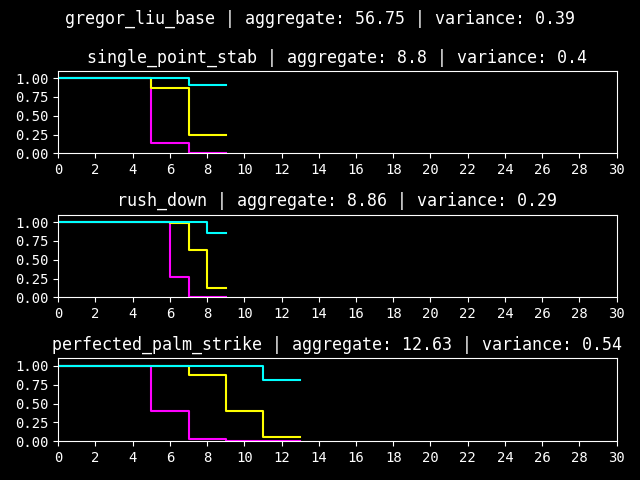 gregor_liu_base | aggregate: 56.75 | variance: 0.39
single_point_stab | aggregate: 8.8 | variance: 0.4
1.00
0.75
0.50
0.25
0.00
0 2 4 6 8 10 12 14 16 18 20 22 24 26 28 30
rush_down | aggregate: 8.86 | variance: 0.29
1.00
0.75
0.50
0.25
0.00
0 2 4 6 8 10 12 14 16 18 20 22 24 26 28 30
perfected_palm_strike | aggregate: 12.63 | variance: 0.54
1.00
0.75
0.50
0.25
0.00
0 2 4 6 8 10 12 14 16 18 20 22 24 26 28 30